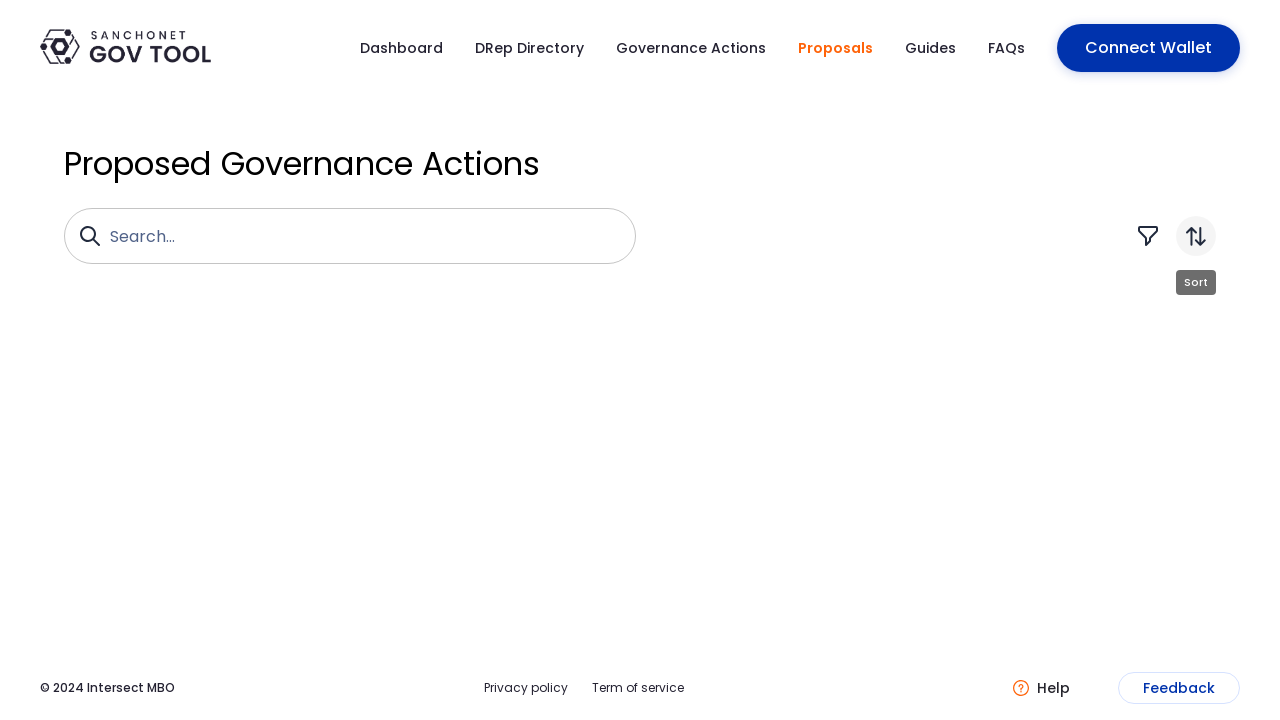 SANCHONET
GOV TOOL
Dashboard
DRep Directory
Governance Actions
Proposals
Guides
FAQs
Connect Wallet
Proposed Governance Actions
Search...
Sort
© 2024 Intersect MBO
Privacy policy
Term of service
Help
Feedback